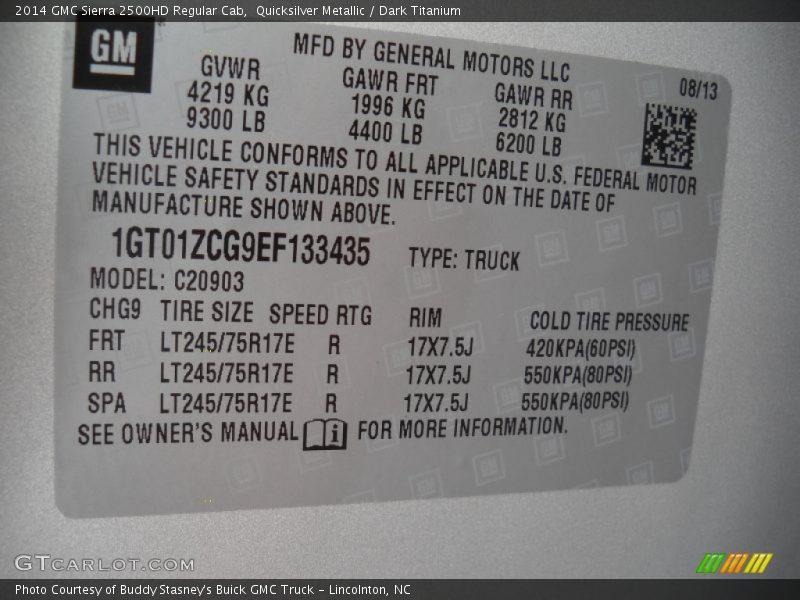 2014 GMC Sierra 2500HD Regular Cab,  Quicksilver Metallic / Dark Titanium
GM
MFD BY GENERAL MOTORS LLC
GVWR GAWR FRT GAWR RR 08/13
4219 KG 1996 KG 2812 KG
9300 LB 4400 LB 6200 LB
THIS VEHICLE CONFORMS TO ALL APPLICABLE U.S. FEDERAL MOTOR
VEHICLE SAFETY STANDARDS IN EFFECT ON THE DATE OF
MANUFACTURE SHOWN ABOVE.
1GT01ZCG9EF133435 TYPE: TRUCK
MODEL: C20903
CHG9 TIRE SIZE SPEED RTG RIM COLD TIRE PRESSURE
FRT LT245/75R17E R 17X7.5J 420KPA(60PSI)
RR LT245/75R17E R 17X7.5J 550KPA(80PSI)
SPA LT245/75R17E R 17X7.5J 550KPA(80PSI)
SEE OWNER'S MANUAL i FOR MORE INFORMATION.
GTCARLOT.COM
Photo Courtesy of Buddy Stasney's Buick GMC Truck – Lincolnton, NC